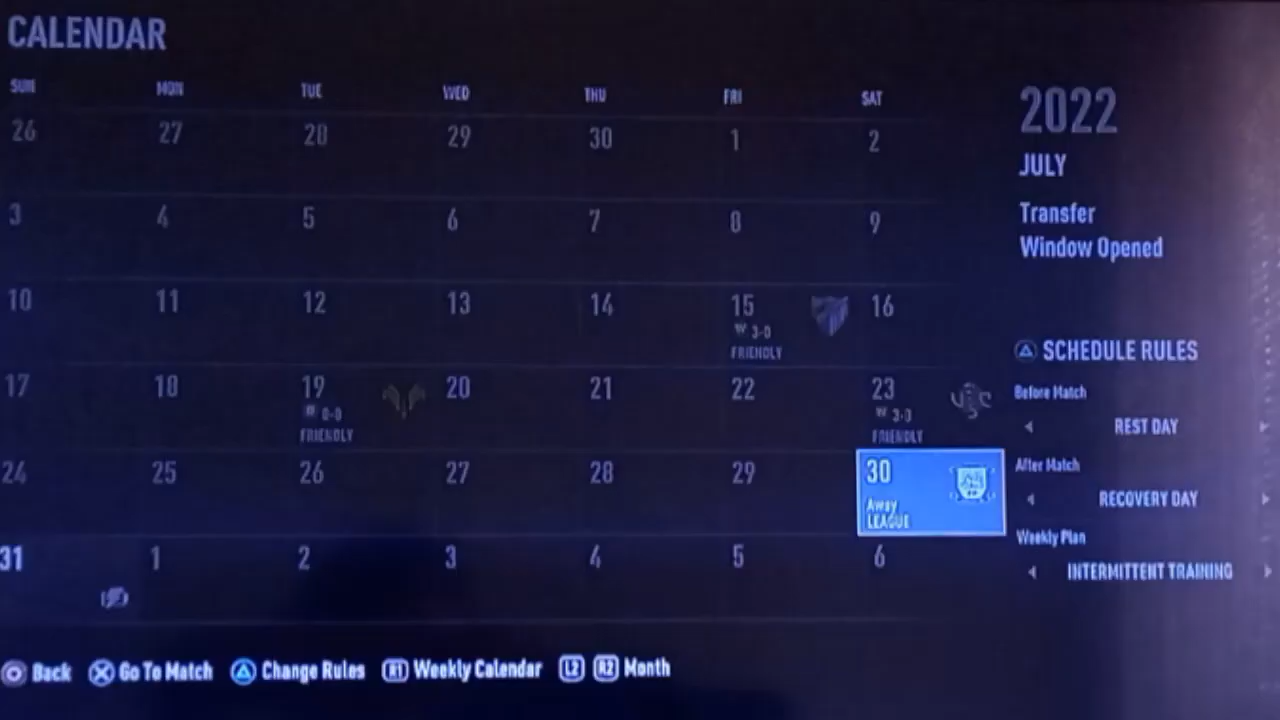 CALENDAR
SUN MON TUE WED THU FRI SAT
26 27 28 29 30 1 2
3 4 5 6 7 8 9
10 11 12 13 14 15 16
W 3-0
FRIENDLY
17 18 19 20 21 22 23
D 0-0 W 3-0
FRIENDLY FRIENDLY
24 25 26 27 28 29 30
Away
LEAGUE
31 1 2 3 4 5 6
2022
JULY
Transfer
Window Opened
SCHEDULE RULES
Before Match
REST DAY
After Match
RECOVERY DAY
Weekly Plan
INTERMITTENT TRAINING
Back Go To Match Change Rules R1 Weekly Calendar L2 R2 Month